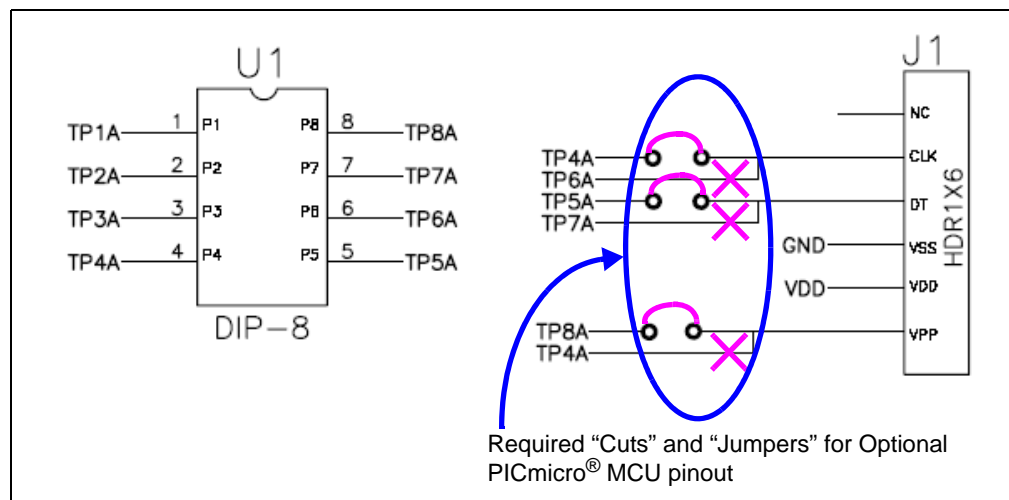 U1
TP1A 1 P1 P8 8 TP8A
TP2A 2 P2 P7 7 TP7A
TP3A 3 P3 P6 6 TP6A
TP4A 4 P4 P5 5 TP5A
DIP-8
J1
NC
TP4A CLK
TP6A
TP5A DT
TP7A
GND VSS
VDD VDD
TP8A VPP
TP4A
HDR1X6
Required “Cuts” and “Jumpers” for Optional
PICmicro® MCU pinout